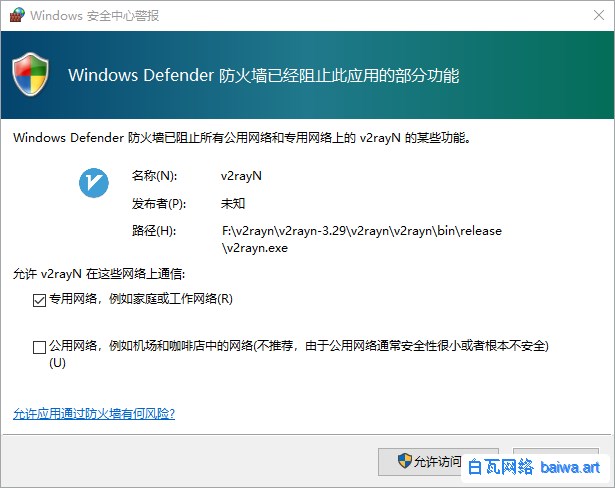 Windows 安全中心警报
Windows Defender 防火墙已经阻止此应用的部分功能
Windows Defender 防火墙已阻止所有公用网络和专用网络上的 v2rayN 的某些功能。
名称(N): v2rayN
发布者(P): 未知
路径(H): F:\v2rayn\v2rayn-3.29\v2rayn\v2rayn\bin\release
\v2rayn.exe
允许 v2rayN 在这些网络上通信:
专用网络，例如家庭或工作网络(R)
公用网络，例如机场和咖啡店中的网络(不推荐，由于公用网络通常安全性很小或者根本不安全)
(U)
允许应用通过防火墙有何风险?
允许访问
白瓦网络 baiwa.art